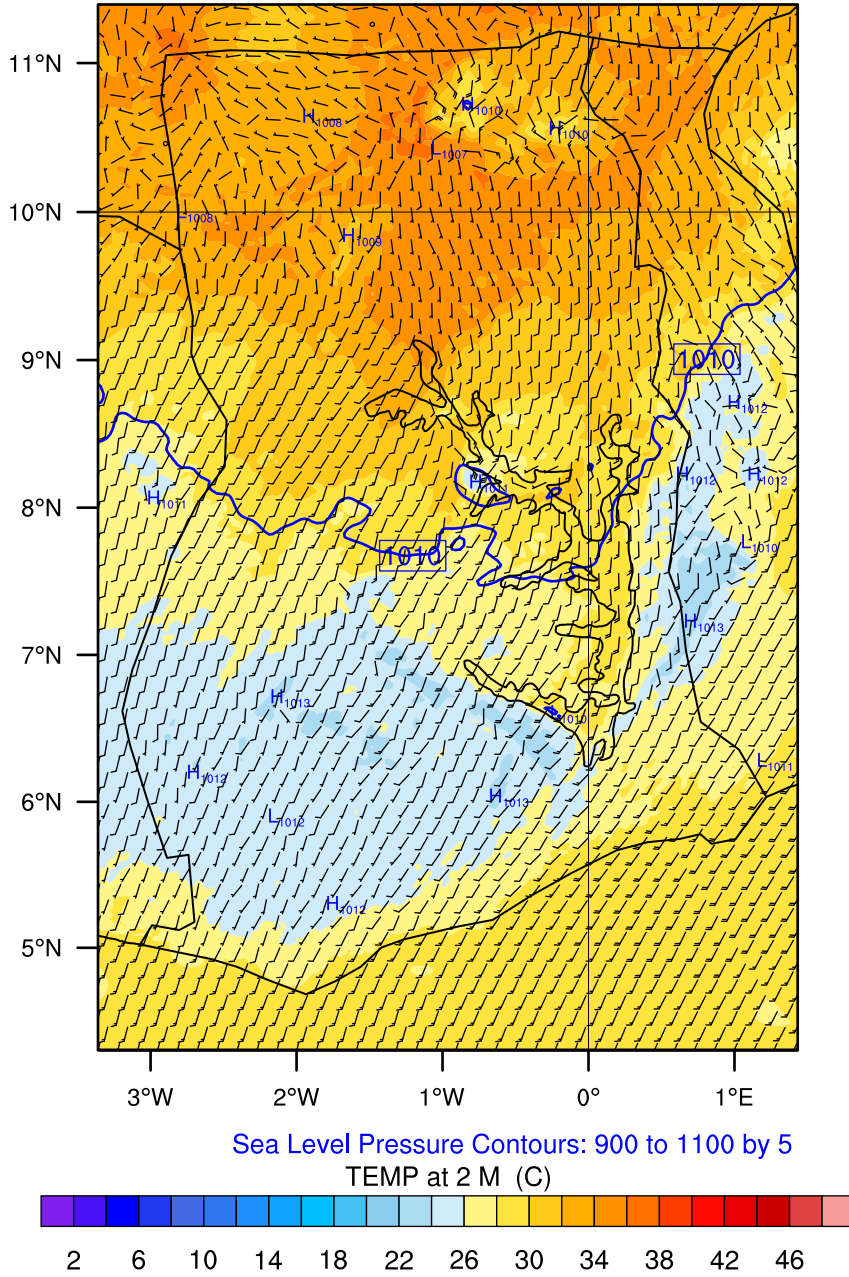 11°N
H1010
H1008
H1010
L1007
10°N
1008
H1009
9°N
1010
H1012
H1011
H1012
H1012
8°N
H1011
L1010
1010
H1013
7°N
H1013
1010
L1011
H1012
6°N
H1013
L1012
H1012
5°N
3°W 2°W 1°W 0° 1°E
Sea Level Pressure Contours: 900 to 1100 by 5
TEMP at 2 M (C)
2 6 10 14 18 22 26 30 34 38 42 46